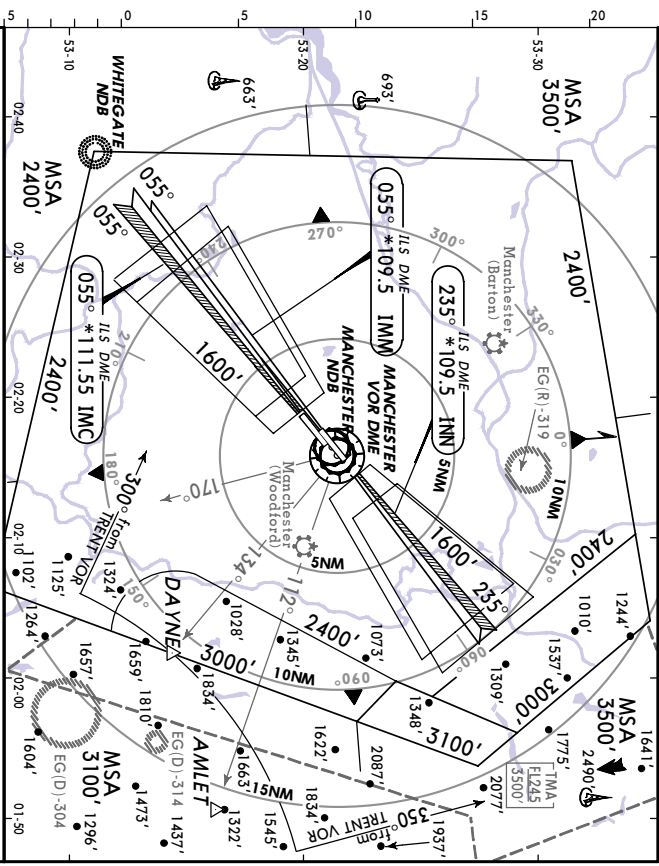 5
0
5
10
15
20
53-10
53-20
53-30
02-40
02-30
02-20
02-10
02-00
01-50
WHITEGATE
NDB
663'
693'
MSA
3500'
MSA
2400'
2400'
055°
055°
ILS DME
055° *109.5 IMM
ILS DME
235° *109.5 INN
ILS DME
055° *111.55 IMC
240°
270°
300°
330°
0°
030°
060°
090°
150°
180°
210°
Manchester
(Barton)
EG(R)-319
10NM
5NM
1600'
2400'
MANCHESTER
NDB
MANCHESTER
VOR DME
Manchester
(Woodford)
5NM
170°
134°
112°
300° from
TRENT VOR
1600'
235°
2400'
DAYNE
2400'
3000'
10NM
3000'
3100'
1102'
1125'
1264'
1324'
1028'
1345'
1073'
1010'
1244'
1537'
1309'
1657'
1659'
1834'
1810'
1348'
1775'
1604'
EG(D)-304
MSA
3100'
EG(D)-314
AMLET
1663'
1622'
2087'
15NM
1834'
1322'
1473'
1437'
1296'
1545'
350° from
TRENT VOR
1937'
2077'
TMA
FL245
3500'
MSA
3500'
2490'
1641'